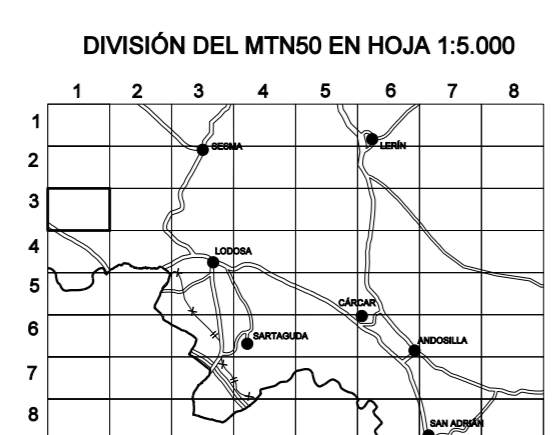 DIVISIÓN DEL MTN50 EN HOJA 1:5.000
1 2 3 4 5 6 7 8
1
LERÍN
SESMA
2
3
4
LODOSA
5
CÁRCAR
6
SARTAGUDA
ANDOSILLA
7
8
SAN ADRIÁN